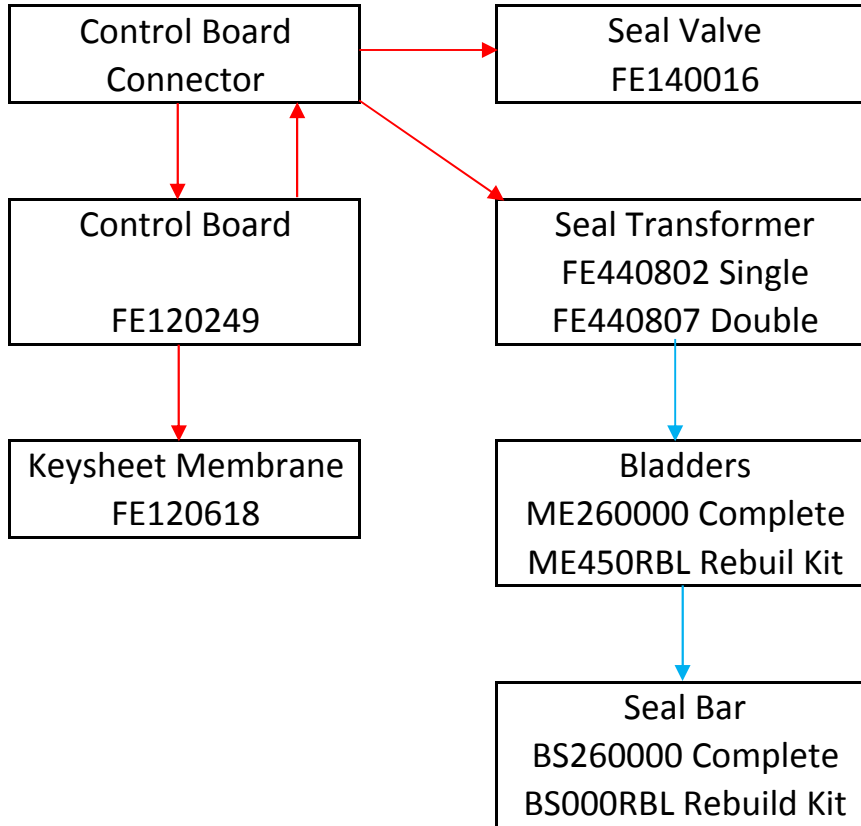 Control Board
Connector
Seal Valve
FE140016
Control Board
FE120249
Seal Transformer
FE440802 Single
FE440807 Double
Keysheet Membrane
FE120618
Bladders
ME260000 Complete
ME450RBL Rebuil Kit
Seal Bar
BS260000 Complete
BS000RBL Rebuild Kit